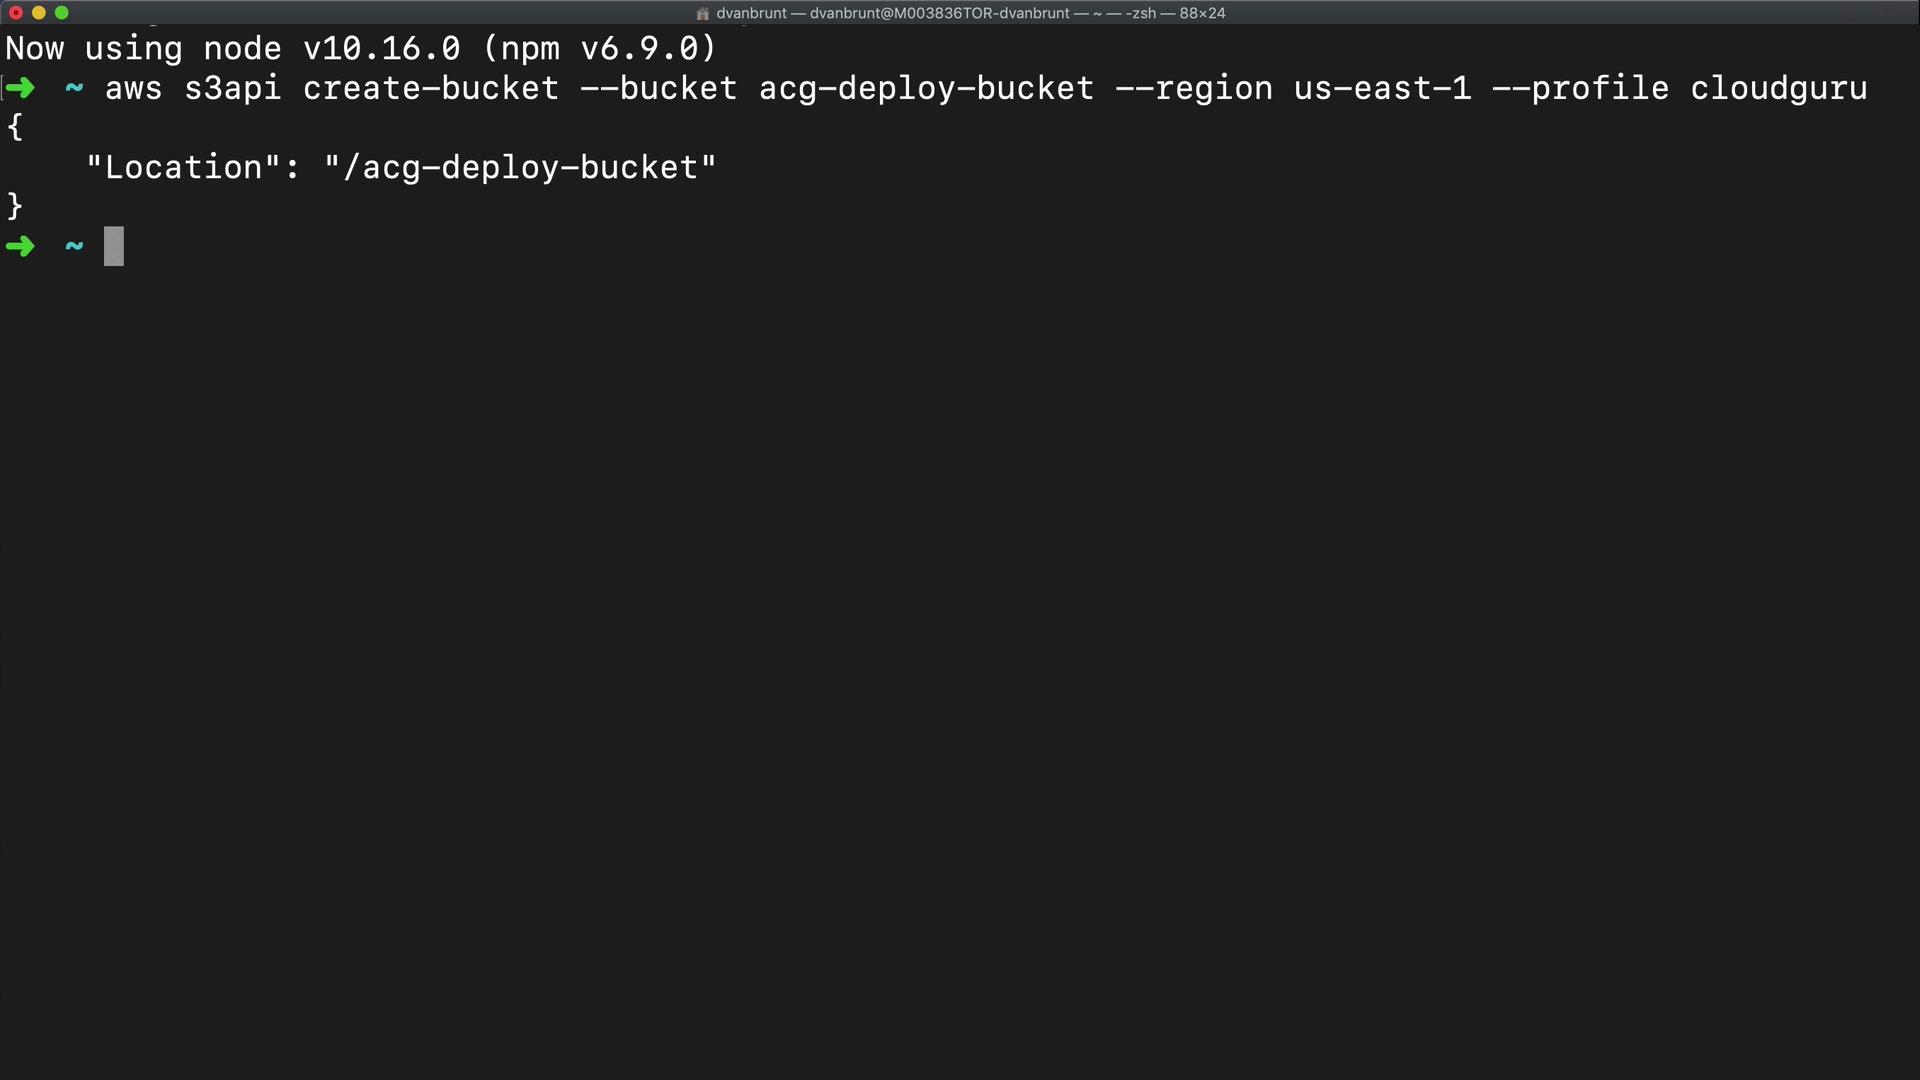 dvanbrunt — dvanbrunt@M003836TOR-dvanbrunt — ~ — -zsh — 88×24
Now using node v10.16.0 (npm v6.9.0)
➜ ~ aws s3api create-bucket --bucket acg-deploy-bucket --region us-east-1 --profile cloudguru
{
    "Location": "/acg-deploy-bucket"
}
➜ ~